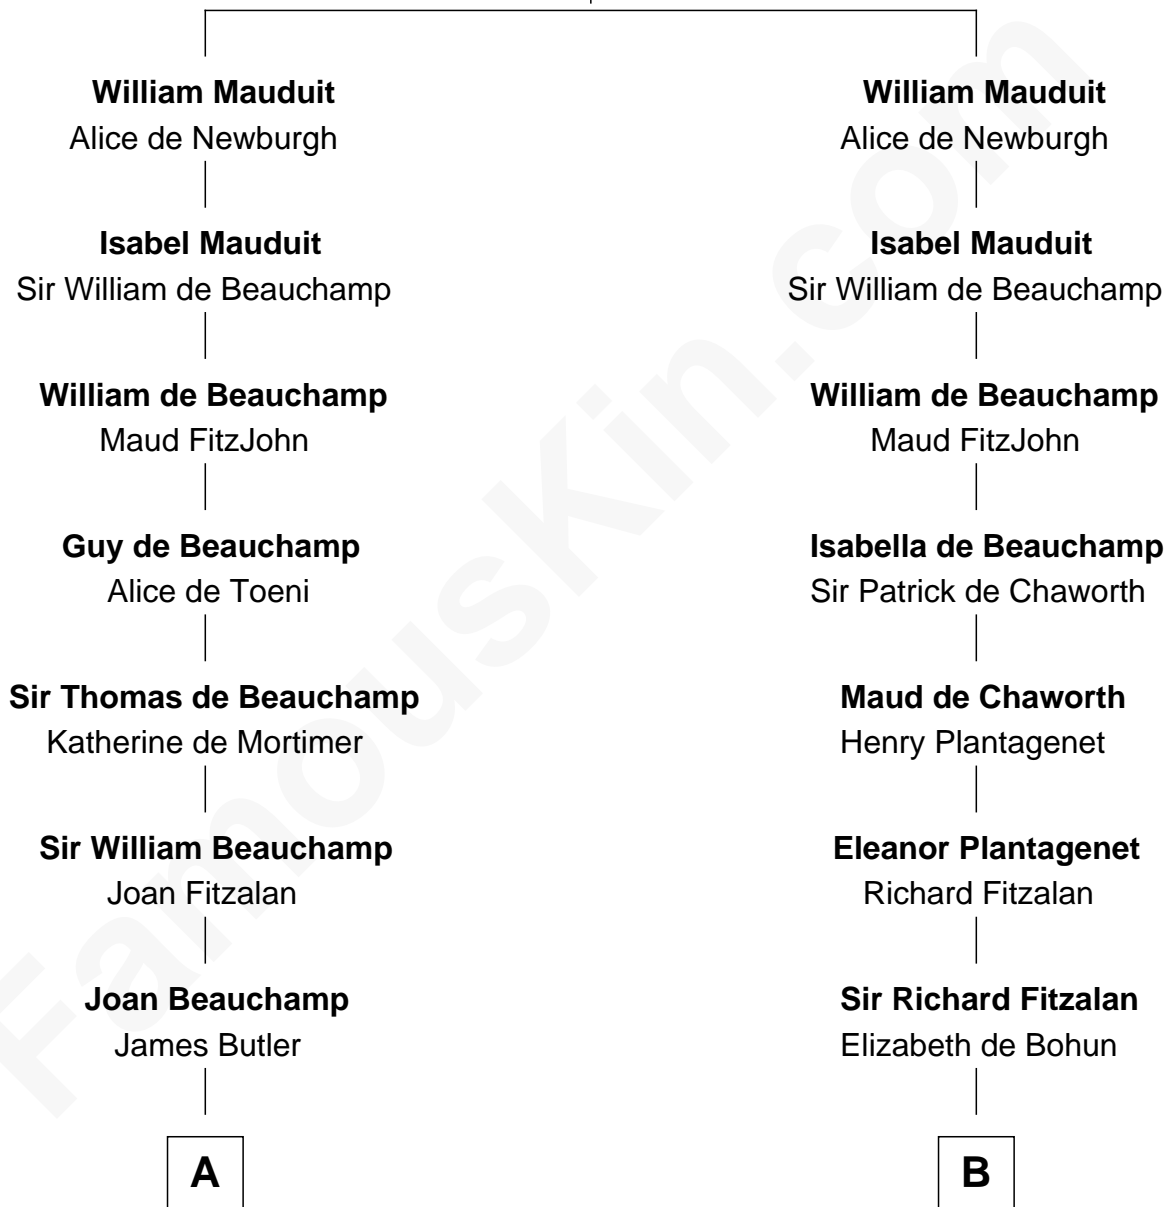 William Mauduit
Alice de Newburgh
Isabel Mauduit
Sir William de Beauchamp
William de Beauchamp
Maud FitzJohn
Guy de Beauchamp
Alice de Toeni
Sir Thomas de Beauchamp
Katherine de Mortimer
Sir William Beauchamp
Joan Fitzalan
Joan Beauchamp
James Butler
A
William Mauduit
Alice de Newburgh
Isabel Mauduit
Sir William de Beauchamp
William de Beauchamp
Maud FitzJohn
Isabella de Beauchamp
Sir Patrick de Chaworth
Maud de Chaworth
Henry Plantagenet
Eleanor Plantagenet
Richard Fitzalan
Sir Richard Fitzalan
Elizabeth de Bohun
B
FamousKin.com